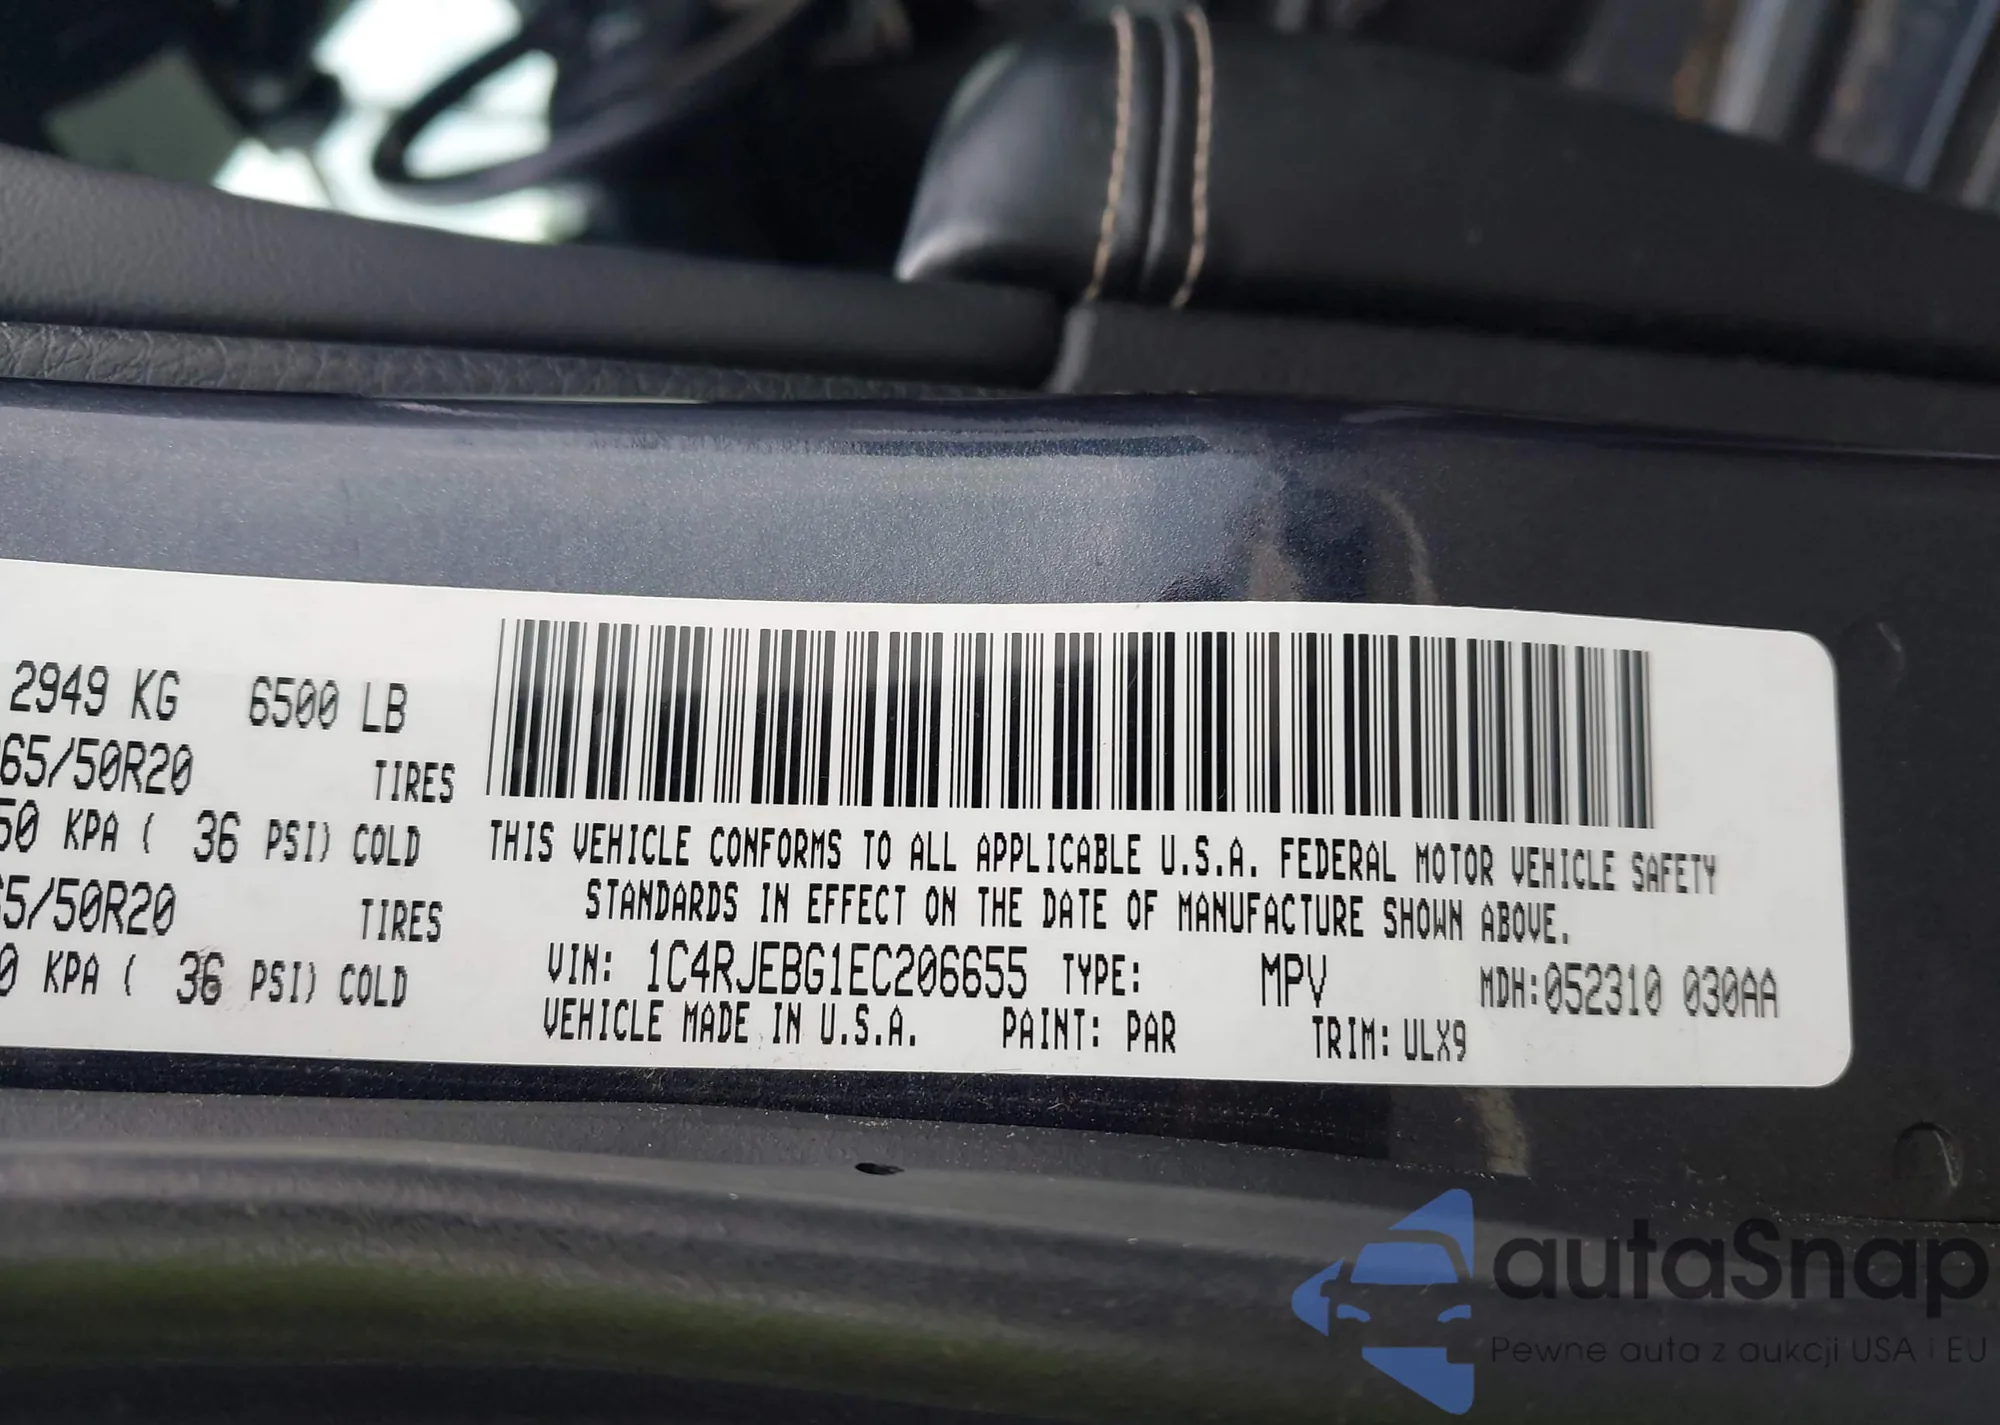 2949 KG 6500 LB
65/50R20 TIRES
50 KPA ( 36 PSI) COLD
5/50R20 TIRES
0 KPA ( 36 PSI) COLD
THIS VEHICLE CONFORMS TO ALL APPLICABLE U.S.A. FEDERAL MOTOR VEHICLE SAFETY
STANDARDS IN EFFECT ON THE DATE OF MANUFACTURE SHOWN ABOVE.
VIN: 1C4RJEBG1EC206655 TYPE: MPV MDH:052310 030AA
VEHICLE MADE IN U.S.A. PAINT: PAR TRIM: ULX9
autaSnap
Pewne auta z aukcji USA i EU